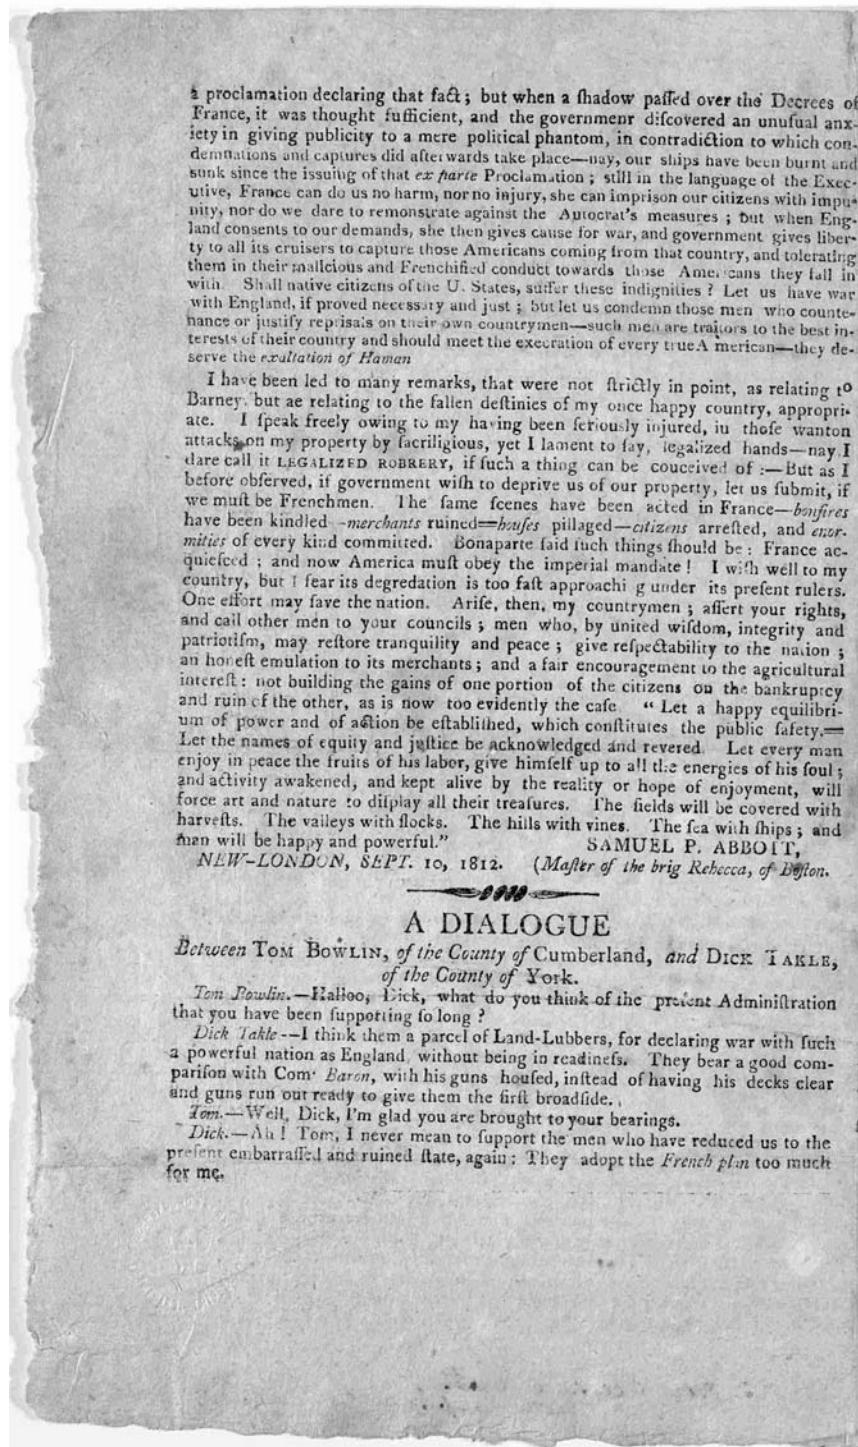 a proclamation declaring that fact; but when a ſhadow paſſed over the Decrees of
France, it was thought ſufficient, and the governmenr diſcovered an unuſual anx-
iety in giving publicity to a mere political phantom, in contradiction to which con-
demnations and captures did afterwards take place—nay, our ships have been burnt and
sunk since the issuing of that ex parte Proclamation; still in the language of the Exec-
utive, France can do us no harm, nor no injury, she can imprison our citizens with impu-
nity, nor do we dare to remonstrate against the Autocrat's measures; but when Eng-
land consents to our demands, she then gives cause for war, and government gives liber-
ty to all its cruisers to capture those Americans coming from that country, and tolerating
them in their malicious and Frenchified conduct towards those Americans they fall in
with. Shall native citizens of the U. States, suffer these indignities? Let us have war
with England, if proved necessary and just; but let us condemn those men who counte-
nance or justify reprisals on their own countrymen—such men are traitors to the best in-
terests of their country and should meet the execration of every true A merican—they de-
serve the exaltation of Haman
I have been led to many remarks, that were not ſtrictly in point, as relating to
Barney, but ae relating to the fallen deſtinies of my once happy country, appropri-
ate. I ſpeak freely owing to my having been ſeriously injured, iu thoſe wanton
attacks on my property by ſacriligious, yet I lament to ſay, legalized hands—nay I
dare call it LEGALIZED ROBRERY, if ſuch a thing can be couceived of :—But as I
before obſerved, if government wiſh to deprive us of our property, let us ſubmit, if
we muſt be Frenchmen. The ſame ſcenes have been acted in France—bonfires
have been kindled -merchants ruined=houſes pillaged—citizens arreſted, and enor-
mities of every kind committed. Bonaparte ſaid ſuch things ſhould be: France ac-
quieſced; and now America muſt obey the imperial mandate! I wiſh well to my
country, but I fear its degredation is too faſt approachi g under its preſent rulers.
One effort may ſave the nation. Ariſe, then, my countrymen; aſſert your rights,
and call other men to your councils; men who, by united wiſdom, integrity and
patriotiſm, may reſtore tranquility and peace; give reſpectability to the nation;
an honeſt emulation to its merchants; and a fair encouragement to the agricultural
intereſt: not building the gains of one portion of the citizens on the bankruptcy
and ruin of the other, as is now too evidently the caſe. “ Let a happy equilibri-
um of power and of action be eſtabliſhed, which conſtitutes the public ſafety.=
Let the names of equity and juſtice be acknowledged and revered. Let every man
enjoy in peace the fruits of his labor, give himſelf up to all the energies of his ſoul;
and activity awakened, and kept alive by the reality or hope of enjoyment, will
force art and nature to diſplay all their treaſures. The fields will be covered with
harveſts. The valleys with flocks. The hills with vines. The ſea with ſhips; and
man will be happy and powerful.” SAMUEL P. ABBOTT,
NEW-LONDON, SEPT. 10, 1812. (Maſter of the brig Rebecca, of Boſton.
A DIALOGUE
Between TOM BOWLIN, of the County of Cumberland, and DICK TAKLE,
of the County of York.
Tom Bowlin.—Halloo, Dick, what do you think of the preſent Adminiſtration
that you have been ſupporting ſo long?
Dick Takle--I think them a parcel of Land-Lubbers, for declaring war with ſuch
a powerful nation as England, without being in readineſs. They bear a good com-
pariſon with Com. Baron, with his guns houſed, inſtead of having his decks clear
and guns run out ready to give them the firſt broadſide.
Tom.—Well, Dick, I'm glad you are brought to your bearings.
Dick.—Ah! Tom, I never mean to ſupport the men who have reduced us to the
preſent embarraſſed and ruined ſtate, again: They adopt the French plan too much
for me.